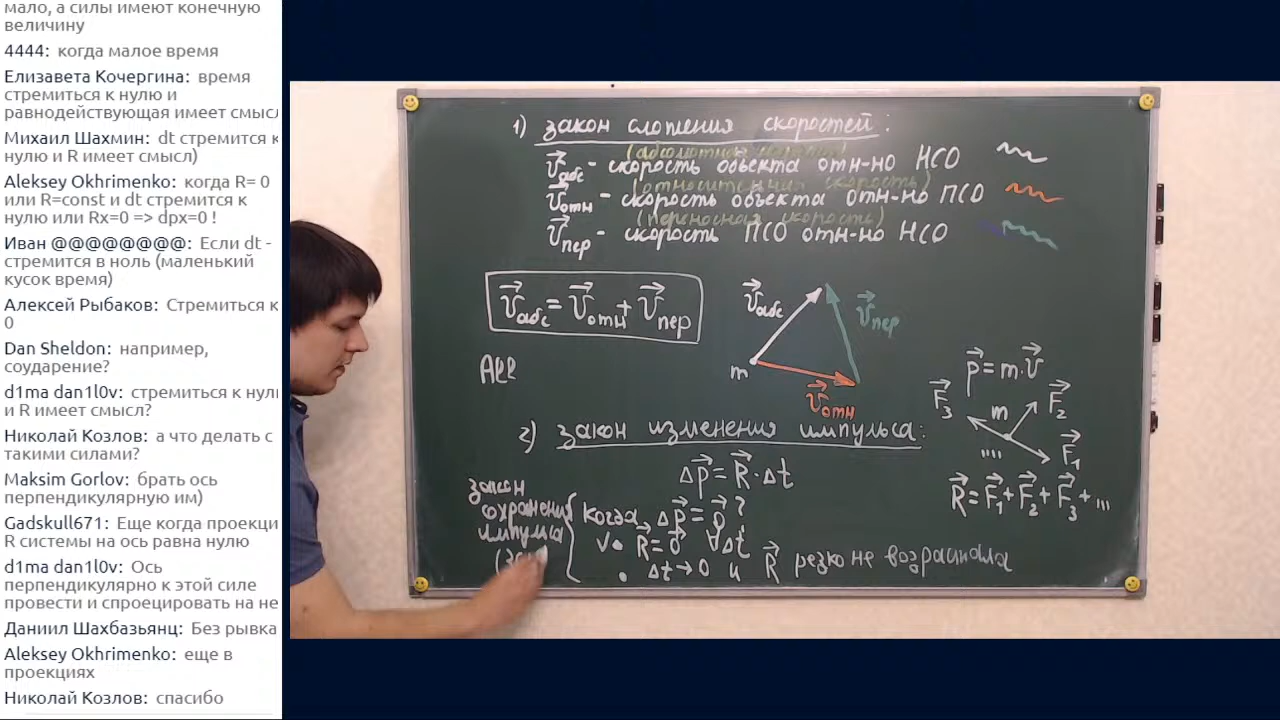 мало, а силы имеют конечную
величину
4444: когда малое время
Елизавета Кочергина: время
стремиться к нулю и
равнодействующая имеет смысл
Михаил Шахмин: dt стремится к
нулю и R имеет смысл)
Aleksey Okhrimenko: когда R= 0
или R=const и dt стремится к
нулю или Rx=0 => dpx=0 !
Иван @@@@@@@@: Если dt -
стремится в ноль (маленький
кусок время)
Алексей Рыбаков: Стремиться к
0
Dan Sheldon: например,
соударение?
d1ma dan1l0v: стремиться к нул
и R имеет смысл?
Николай Козлов: а что делать с
такими силами?
Maksim Gorlov: брать ось
перпендикулярную им)
Gadskull671: Еще когда проекци
R системы на ось равна нулю
d1ma dan1l0v: Ось
перпендикулярно к этой силе
провести и спроецировать на не
Даниил Шахбазьянц: Без рывка
Aleksey Okhrimenko: еще в
проекциях
Николай Козлов: спасибо
1) закон сложения скоростей:
(абсолютная скорость)
v⃗абс - скорость объекта отн-но НСО
(относительная скорость)
v⃗отн - скорость объекта отн-но ПСО
(переносная скорость)
v⃗пер - скорость ПСО отн-но НСО
v⃗абс = v⃗отн + v⃗пер
v⃗абс
v⃗пер
m
v⃗отн
All
p⃗ = m·v⃗
F⃗3
m
F⃗2
....
F⃗1
R⃗ = F⃗1 + F⃗2 + F⃗3 + ...
2) закон изменения импульса:
Δp⃗ = R⃗·Δt
закон
сохранения
импульса
когда Δp⃗ = 0⃗ ?
V • R⃗ = 0⃗ ∀Δt
• Δt→0 и R⃗ резко не возрастала